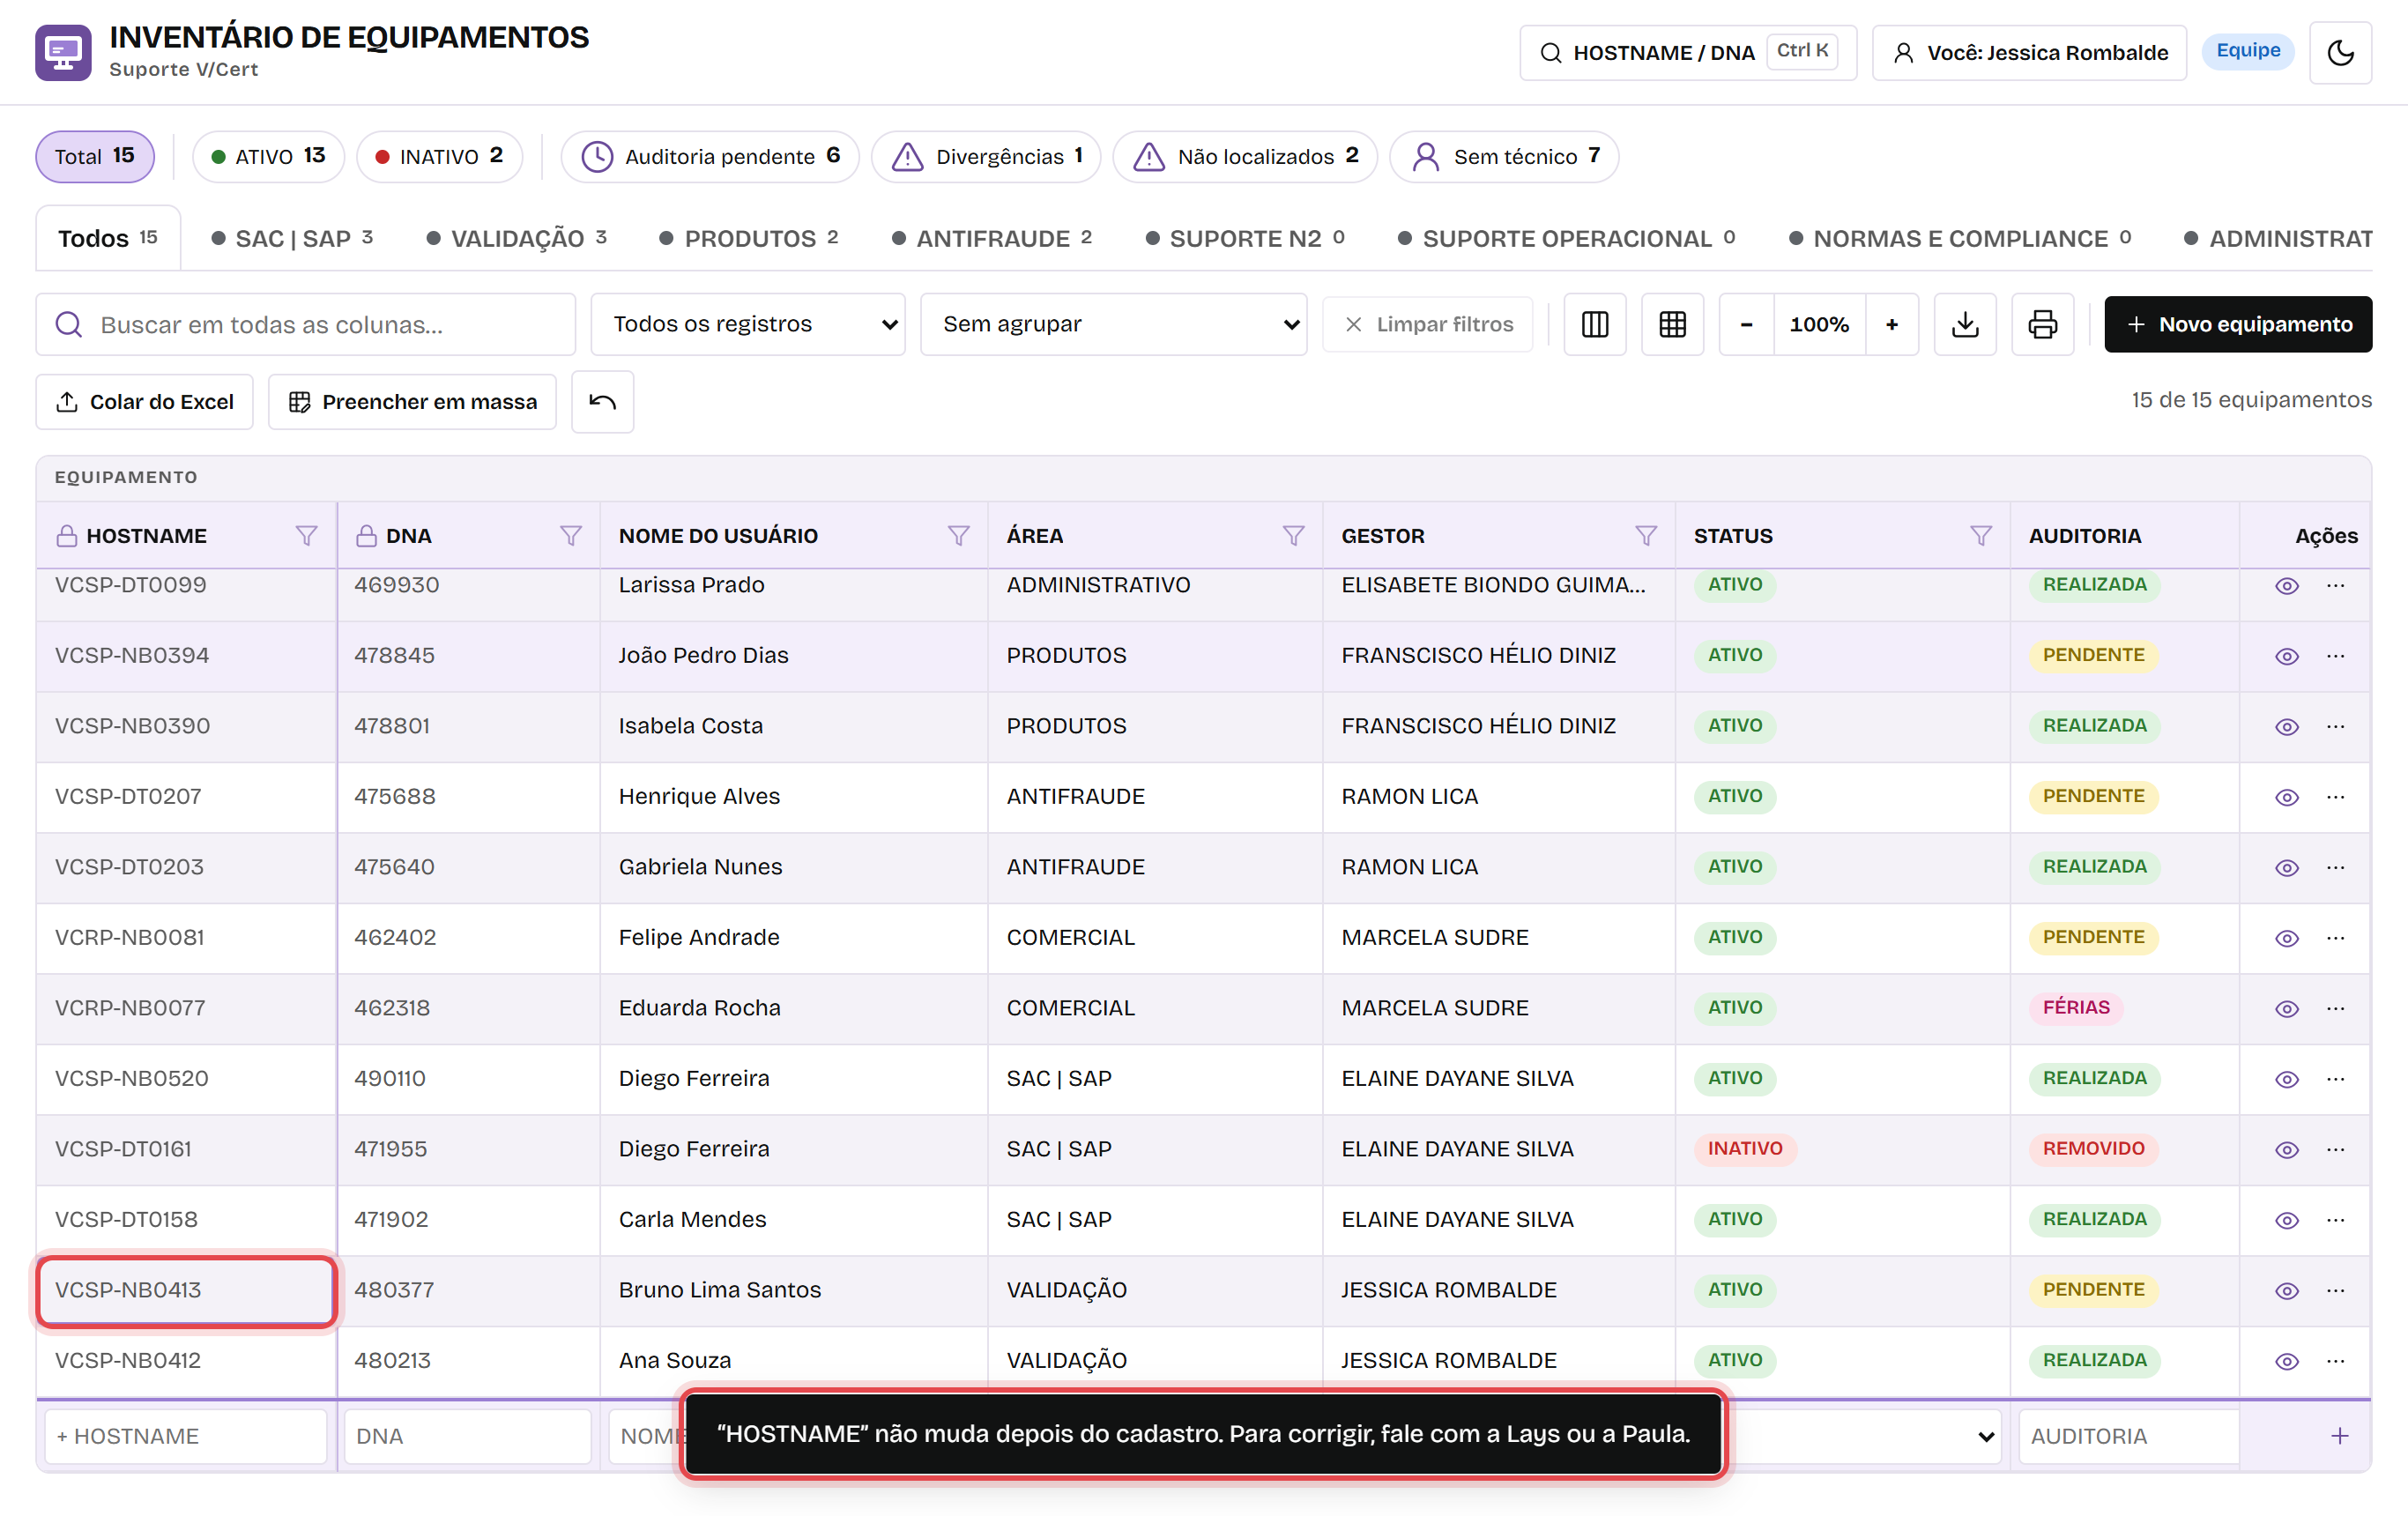 INVENTÁRIO DE EQUIPAMENTOS
Suporte V/Cert
HOSTNAME / DNA Ctrl K
Você: Jessica Rombalde
Equipe
Total 15
ATIVO 13
INATIVO 2
Auditoria pendente 6
Divergências 1
Não localizados 2
Sem técnico 7
Todos 15
SAC | SAP 3
VALIDAÇÃO 3
PRODUTOS 2
ANTIFRAUDE 2
SUPORTE N2 0
SUPORTE OPERACIONAL 0
NORMAS E COMPLIANCE 0
ADMINISTRAT
Buscar em todas as colunas...
Todos os registros
Sem agrupar
Limpar filtros
− 100% +
+ Novo equipamento
Colar do Excel
Preencher em massa
15 de 15 equipamentos
EQUIPAMENTO
HOSTNAME DNA NOME DO USUÁRIO ÁREA GESTOR STATUS AUDITORIA Ações
VCSP-DT0099 469930 Larissa Prado ADMINISTRATIVO ELISABETE BIONDO GUIMA... ATIVO REALIZADA ...
VCSP-NB0394 478845 João Pedro Dias PRODUTOS FRANSCISCO HÉLIO DINIZ ATIVO PENDENTE ...
VCSP-NB0390 478801 Isabela Costa PRODUTOS FRANSCISCO HÉLIO DINIZ ATIVO REALIZADA ...
VCSP-DT0207 475688 Henrique Alves ANTIFRAUDE RAMON LICA ATIVO PENDENTE ...
VCSP-DT0203 475640 Gabriela Nunes ANTIFRAUDE RAMON LICA ATIVO REALIZADA ...
VCRP-NB0081 462402 Felipe Andrade COMERCIAL MARCELA SUDRE ATIVO PENDENTE ...
VCRP-NB0077 462318 Eduarda Rocha COMERCIAL MARCELA SUDRE ATIVO FÉRIAS ...
VCSP-NB0520 490110 Diego Ferreira SAC | SAP ELAINE DAYANE SILVA ATIVO REALIZADA ...
VCSP-DT0161 471955 Diego Ferreira SAC | SAP ELAINE DAYANE SILVA INATIVO REMOVIDO ...
VCSP-DT0158 471902 Carla Mendes SAC | SAP ELAINE DAYANE SILVA ATIVO REALIZADA ...
VCSP-NB0413 480377 Bruno Lima Santos VALIDAÇÃO JESSICA ROMBALDE ATIVO PENDENTE ...
VCSP-NB0412 480213 Ana Souza VALIDAÇÃO JESSICA ROMBALDE ATIVO REALIZADA ...
+ HOSTNAME DNA NOME AUDITORIA +
“HOSTNAME” não muda depois do cadastro. Para corrigir, fale com a Lays ou a Paula.